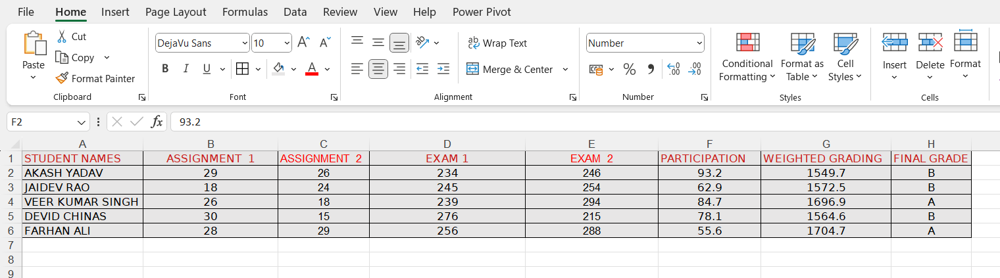 File Home Insert Page Layout Formulas Data Review View Help Power Pivot
Paste
Cut
Copy
Format Painter
Clipboard
DejaVu Sans 10 A A
B I U A
Font
ab Wrap Text
Merge & Center
Alignment
Number
% , .00 .00
Number
Conditional Formatting
Format as Table
Cell Styles
Styles
Insert Delete Format
Cells
F2 fx 93.2
A B C D E F G H
1 STUDENT NAMES ASSIGNMENT 1 ASSIGNMENT 2 EXAM 1 EXAM 2 PARTICIPATION WEIGHTED GRADING FINAL GRADE
2 AKASH YADAV 29 26 234 246 93.2 1549.7 B
3 JAIDEV RAO 18 24 245 254 62.9 1572.5 B
4 VEER KUMAR SINGH 26 18 239 294 84.7 1696.9 A
5 DEVID CHINAS 30 15 276 215 78.1 1564.6 B
6 FARHAN ALI 28 29 256 288 55.6 1704.7 A
7
8
9